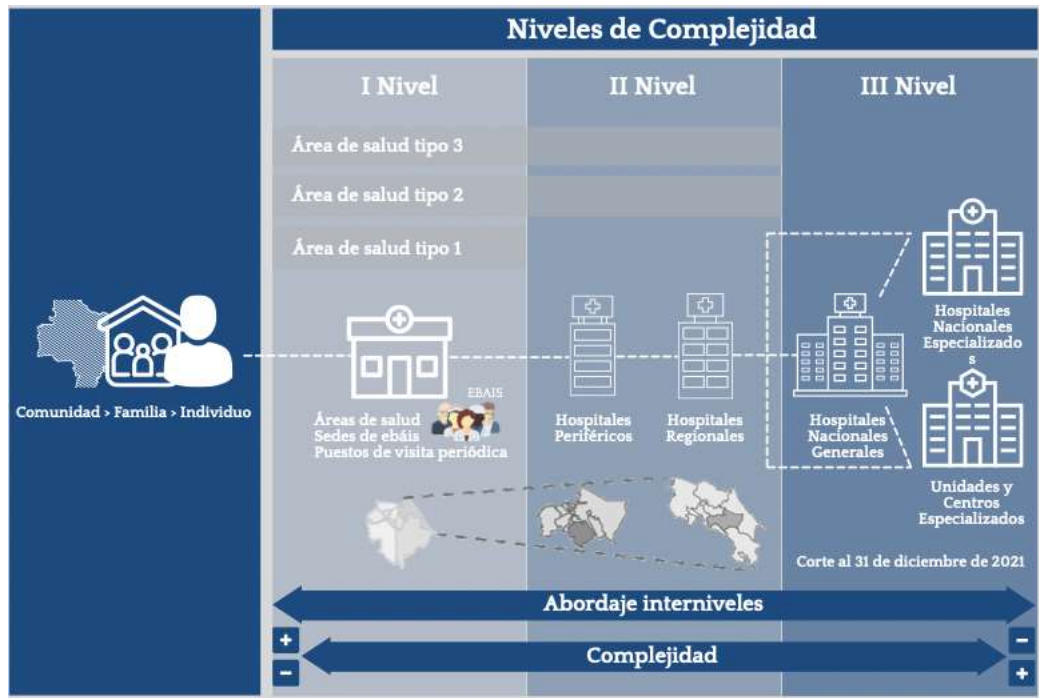 Niveles de Complejidad
I Nivel
II Nivel
III Nivel
Área de salud tipo 3
Área de salud tipo 2
Área de salud tipo 1
Comunidad > Familia > Individuo
EBAIS
Áreas de salud
Sedes de ebáis
Puestos de visita periódica
Hospitales
Periféricos
Hospitales
Regionales
Hospitales
Nacionales
Generales
Hospitales
Nacionales
Especializado
s
Unidades y
Centros
Especializados
Corte al 31 de diciembre de 2021
Abordaje interniveles
+
−
Complejidad
−
+